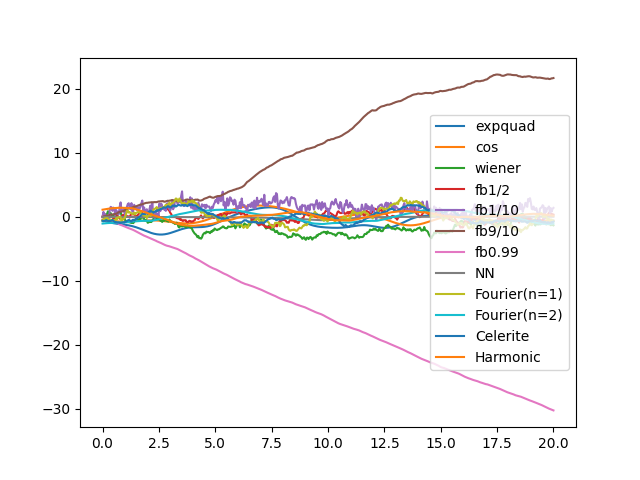 20
10
0
−10
−20
−30
0.0 2.5 5.0 7.5 10.0 12.5 15.0 17.5 20.0
expquad
cos
wiener
fb1/2
fb1/10
fb9/10
fb0.99
NN
Fourier(n=1)
Fourier(n=2)
Celerite
Harmonic